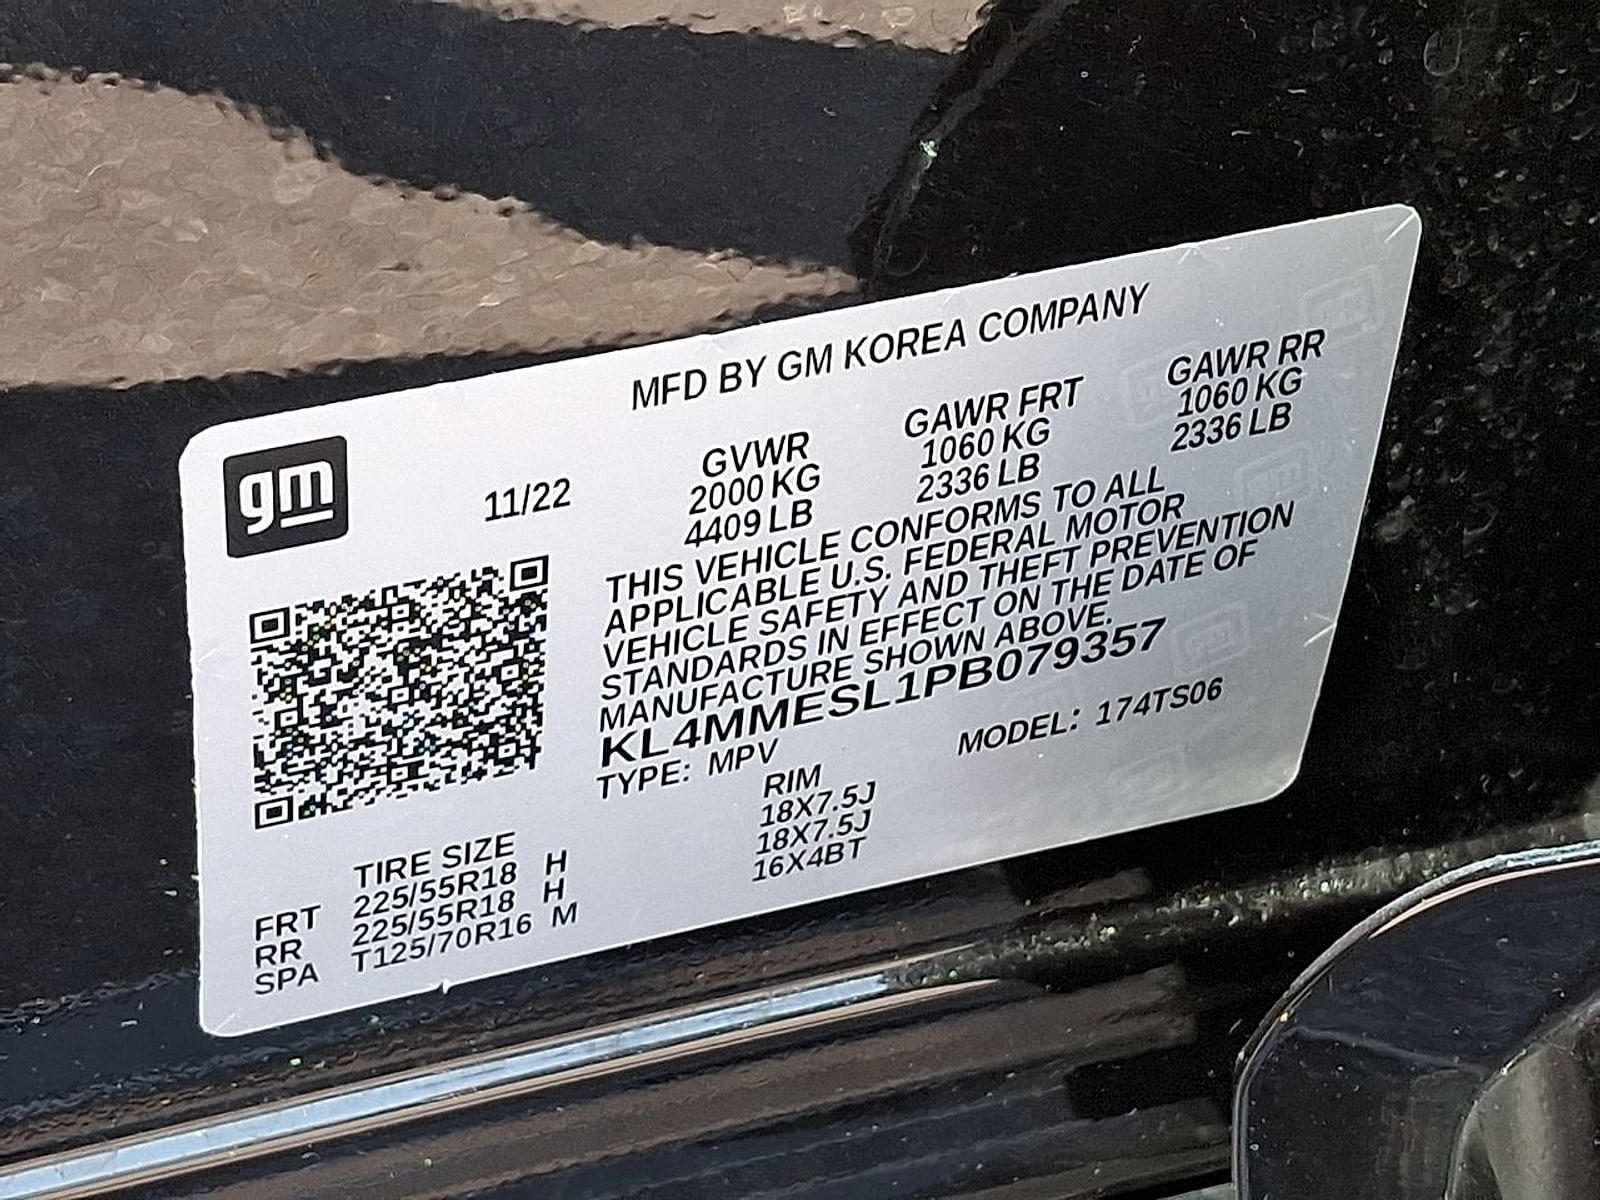 MFD BY GM KOREA COMPANY
gm
11/22
GVWR GAWR FRT GAWR RR
2000 KG 1060 KG 1060 KG
4409 LB 2336 LB 2336 LB
THIS VEHICLE CONFORMS TO ALL
APPLICABLE U.S. FEDERAL MOTOR
VEHICLE SAFETY AND THEFT PREVENTION
STANDARDS IN EFFECT ON THE DATE OF
MANUFACTURE SHOWN ABOVE.
KL4MMESL1PB079357
TYPE: MPV MODEL: 174TS06
TIRE SIZE RIM
FRT 225/55R18 H 18X7.5J
RR 225/55R18 H 18X7.5J
SPA T125/70R16 M 16X4BT